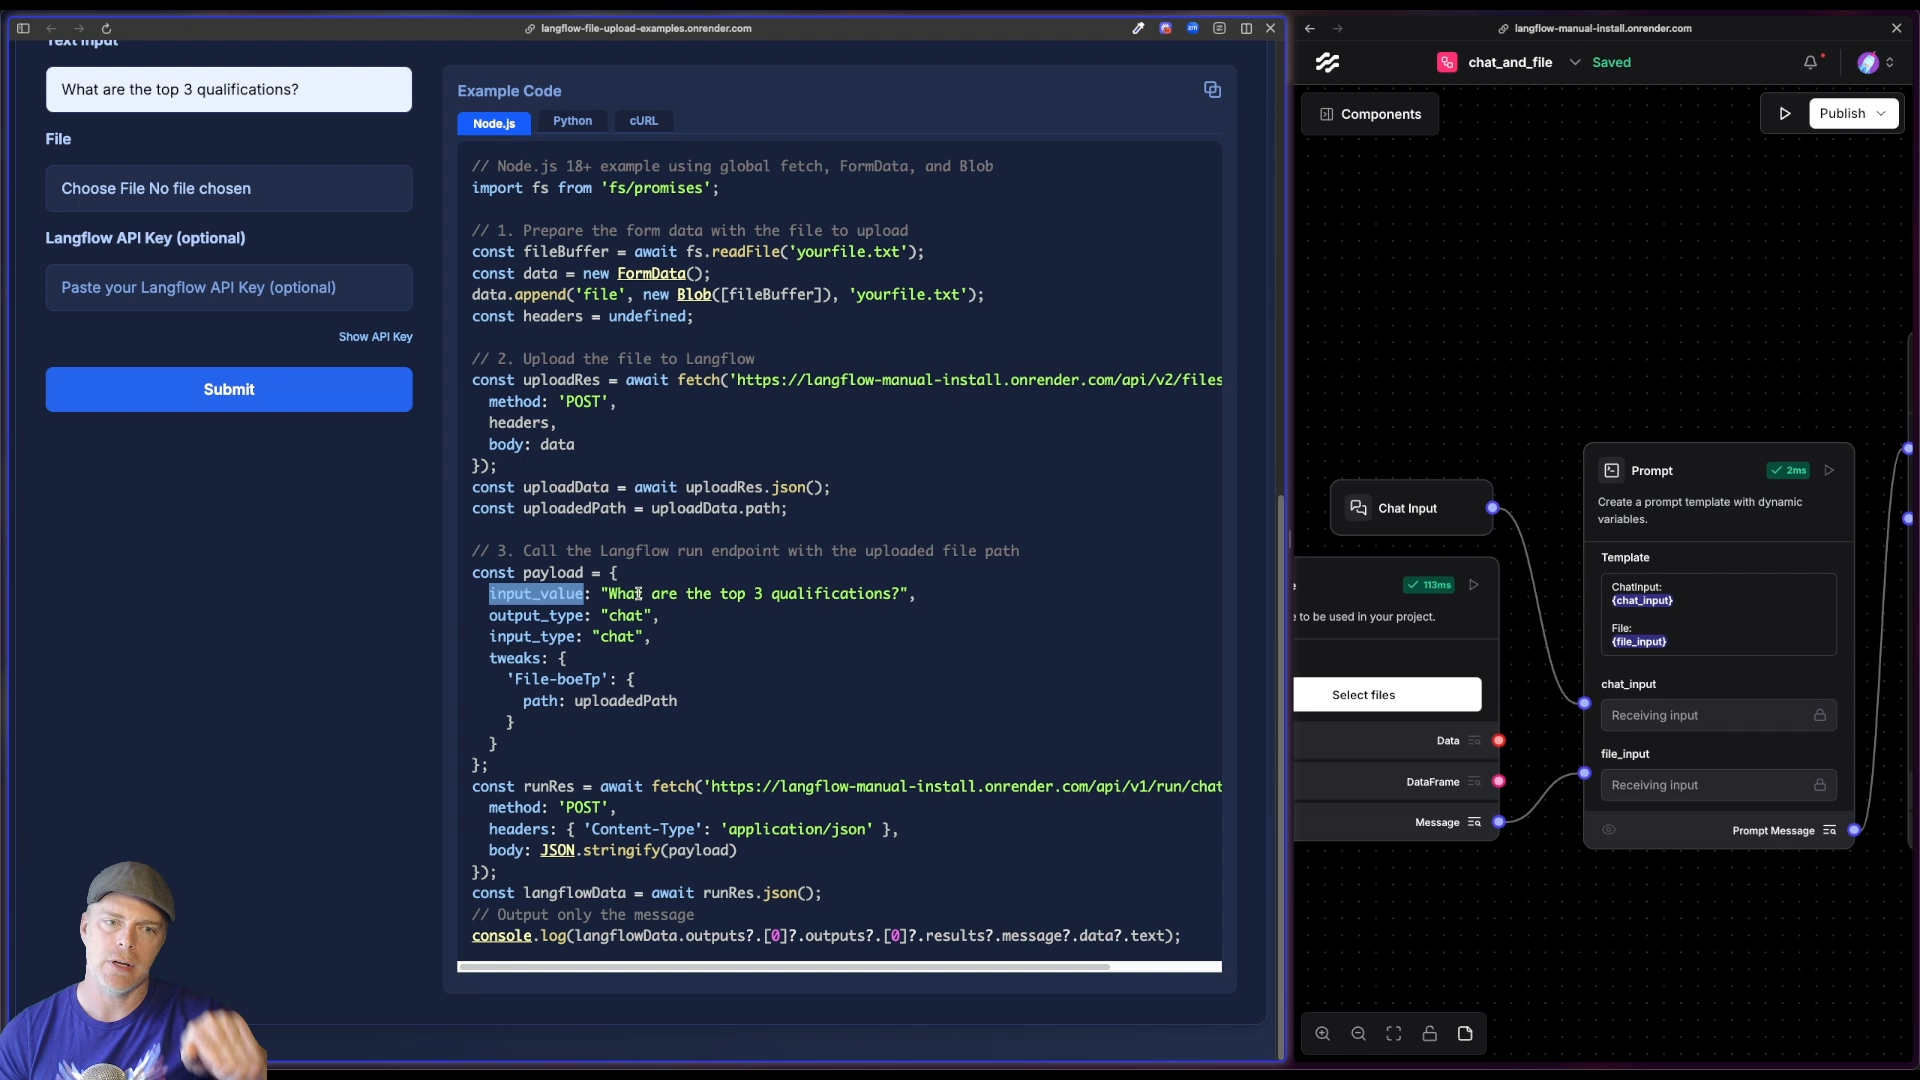 langflow-file-upload-examples.onrender.com
zm
langflow-manual-install.onrender.com
Text Input
What are the top 3 qualifications?
File
Choose File No file chosen
Langflow API Key (optional)
Paste your Langflow API Key (optional)
Show API Key
Submit
Example Code
Node.js
Python
cURL
// Node.js 18+ example using global fetch, FormData, and Blob
import fs from 'fs/promises';
// 1. Prepare the form data with the file to upload
const fileBuffer = await fs.readFile('yourfile.txt');
const data = new FormData();
data.append('file', new Blob([fileBuffer]), 'yourfile.txt');
const headers = undefined;
// 2. Upload the file to Langflow
const uploadRes = await fetch('https://langflow-manual-install.onrender.com/api/v2/files
method: 'POST',
headers,
body: data
});
const uploadData = await uploadRes.json();
const uploadedPath = uploadData.path;
// 3. Call the Langflow run endpoint with the uploaded file path
const payload = {
input_value: "What are the top 3 qualifications?",
output_type: "chat",
input_type: "chat",
tweaks: {
'File-boeTp': {
path: uploadedPath
}
}
};
const runRes = await fetch('https://langflow-manual-install.onrender.com/api/v1/run/chat
method: 'POST',
headers: { 'Content-Type': 'application/json' },
body: JSON.stringify(payload)
});
const langflowData = await runRes.json();
// Output only the message
console.log(langflowData.outputs?.[0]?.outputs?.[0]?.results?.message?.data?.text);
chat_and_file
Saved
Components
Publish
Chat Input
113ms
e to be used in your project.
Select files
Data
DataFrame
Message
Prompt
2ms
Create a prompt template with dynamic
variables.
Template
ChatInput:
{chat_input}
File:
{file_input}
chat_input
Receiving input
file_input
Receiving input
Prompt Message